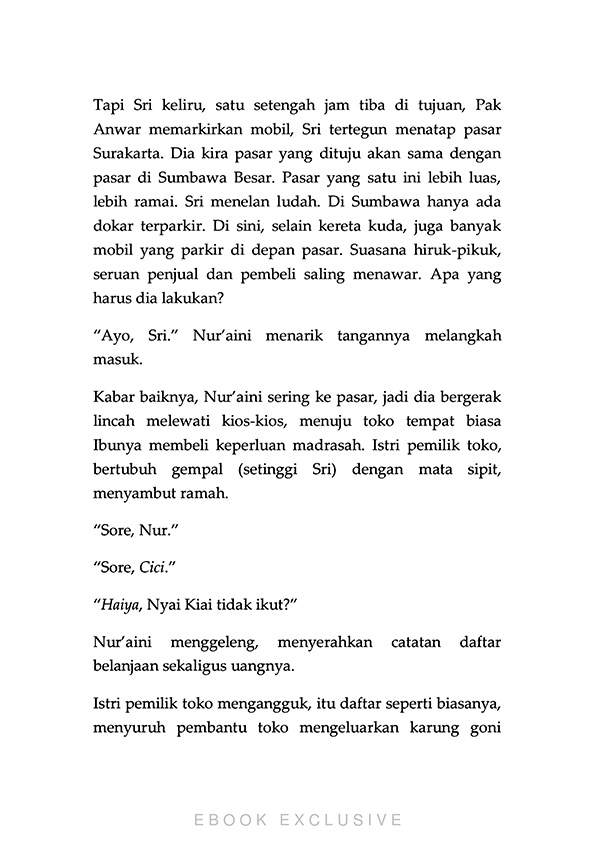 Tapi Sri keliru, satu setengah jam tiba di tujuan, Pak
Anwar memarkirkan mobil, Sri tertegun menatap pasar
Surakarta. Dia kira pasar yang dituju akan sama dengan
pasar di Sumbawa Besar. Pasar yang satu ini lebih luas,
lebih ramai. Sri menelan ludah. Di Sumbawa hanya ada
dokar terparkir. Di sini, selain kereta kuda, juga banyak
mobil yang parkir di depan pasar. Suasana hiruk-pikuk,
seruan penjual dan pembeli saling menawar. Apa yang
harus dia lakukan?
“Ayo, Sri.” Nur’aini menarik tangannya melangkah
masuk.
Kabar baiknya, Nur’aini sering ke pasar, jadi dia bergerak
lincah melewati kios-kios, menuju toko tempat biasa
Ibunya membeli keperluan madrasah. Istri pemilik toko,
bertubuh gempal (setinggi Sri) dengan mata sipit,
menyambut ramah.
“Sore, Nur.”
“Sore, Cici.”
“Haiya, Nyai Kiai tidak ikut?”
Nur’aini menggeleng, menyerahkan catatan daftar
belanjaan sekaligus uangnya.
Istri pemilik toko mengangguk, itu daftar seperti biasanya,
menyuruh pembantu toko mengeluarkan karung goni
EBOOK EXCLUSIVE